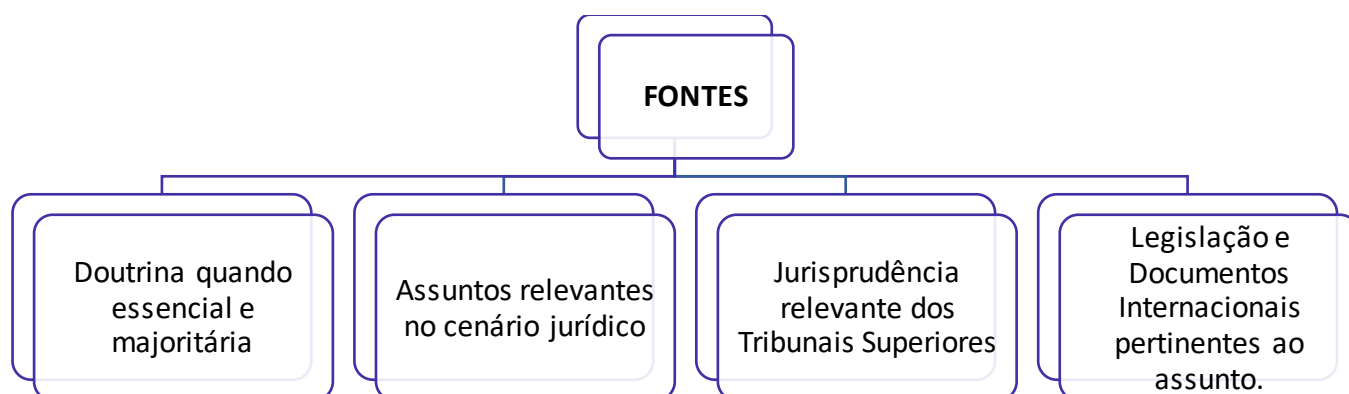 FONTES
Doutrina quando
essencial e
majoritária
Assuntos relevantes
no cenário jurídico
Jurisprudência
relevante dos
Tribunais Superiores
Legislação e
Documentos
Internacionais
pertinentes ao
assunto.